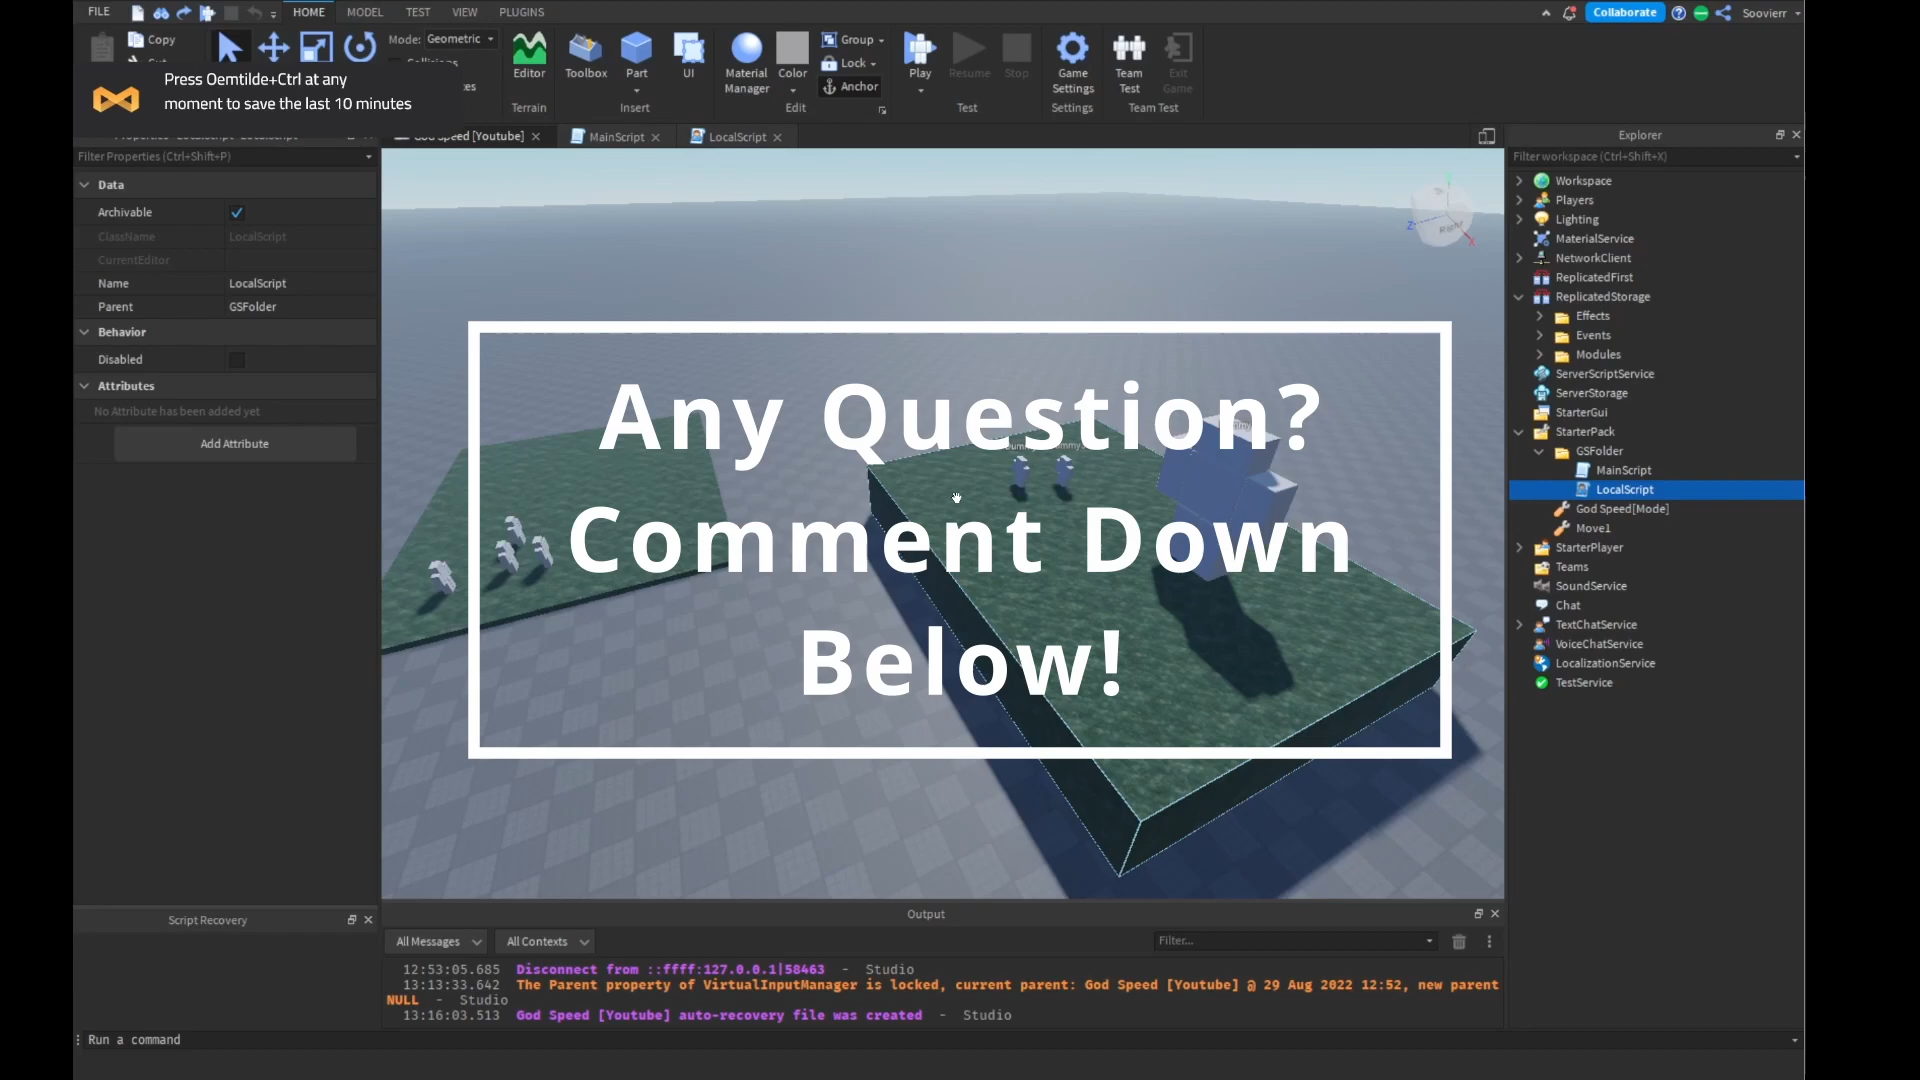 FILE
HOME
MODEL
TEST
VIEW
PLUGINS
Collaborate
Soovierr
Copy
Mode: Geometric
Editor
Toolbox
Part
UI
Material
Manager
Color
Group
Lock
Anchor
Play
Resume
Stop
Game
Settings
Team
Test
Exit
Game
Terrain
Insert
Edit
Test
Settings
Team Test
Press Oemtilde+Ctrl at any
moment to save the last 10 minutes
Speed [Youtube]
MainScript
LocalScript
Filter Properties (Ctrl+Shift+P)
Data
Archivable
ClassName LocalScript
CurrentEditor
Name LocalScript
Parent GSFolder
Behavior
Disabled
Attributes
No Attribute has been added yet
Add Attribute
Script Recovery
Right
Z
X
Any Question?
Comment Down
Below!
Explorer
Filter workspace (Ctrl+Shift+X)
Workspace
Players
Lighting
MaterialService
NetworkClient
ReplicatedFirst
ReplicatedStorage
Effects
Events
Modules
ServerScriptService
ServerStorage
StarterGui
StarterPack
GSFolder
MainScript
LocalScript
God Speed[Mode]
Move1
StarterPlayer
Teams
SoundService
Chat
TextChatService
VoiceChatService
LocalizationService
TestService
Output
All Messages
All Contexts
Filter...
12:53:05.685 Disconnect from ::ffff:127.0.0.1|58463 - Studio
13:13:33.642 The Parent property of VirtualInputManager is locked, current parent: God Speed [Youtube] @ 29 Aug 2022 12:52, new parent
NULL - Studio
13:16:03.513 God Speed [Youtube] auto-recovery file was created - Studio
Run a command